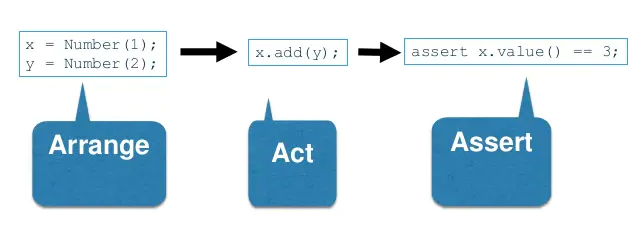 x = Number(1);
y = Number(2);
x.add(y);
assert x.value() == 3;
Arrange
Act
Assert